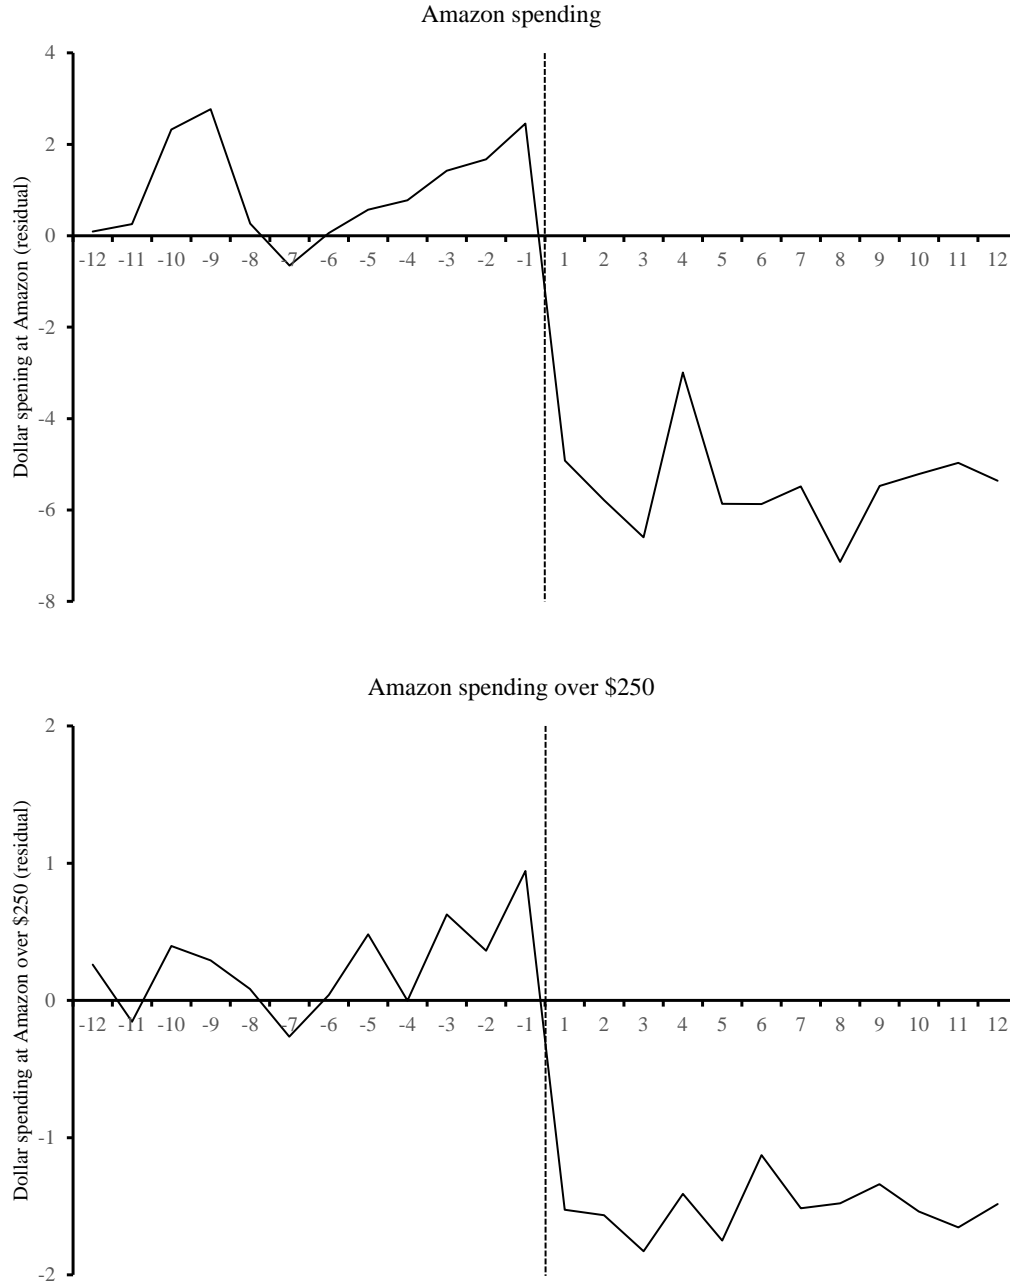 Amazon spending
Dollar spening at Amazon (residual)
4
2
0
-2
-4
-6
-8
-12 -11 -10 -9 -8 -7 -6 -5 -4 -3 -2 -1 1 2 3 4 5 6 7 8 9 10 11 12
Amazon spending over $250
Dollar spending at Amazon over $250 (residual)
2
1
0
-1
-2
-12 -11 -10 -9 -8 -7 -6 -5 -4 -3 -2 -1 1 2 3 4 5 6 7 8 9 10 11 12